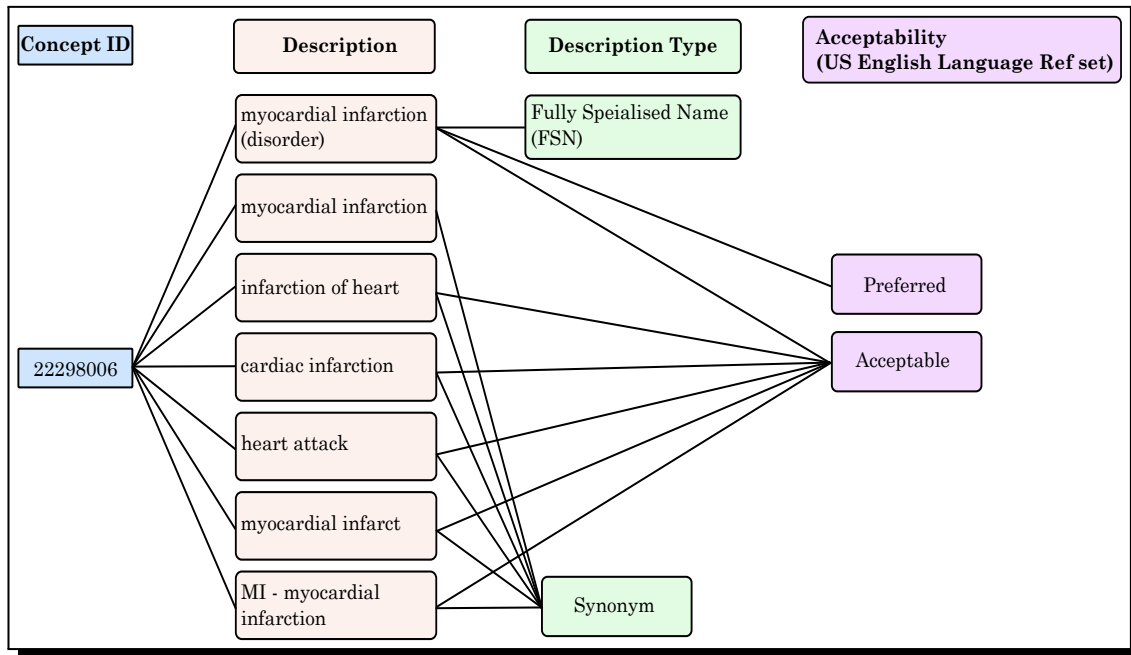 Concept ID
Description
Description Type
Acceptability
(US English Language Ref set)
myocardial infarction
(disorder)
Fully Speialised Name
(FSN)
myocardial infarction
infarction of heart
Preferred
22298006
cardiac infarction
Acceptable
heart attack
myocardial infarct
MI - myocardial
infarction
Synonym